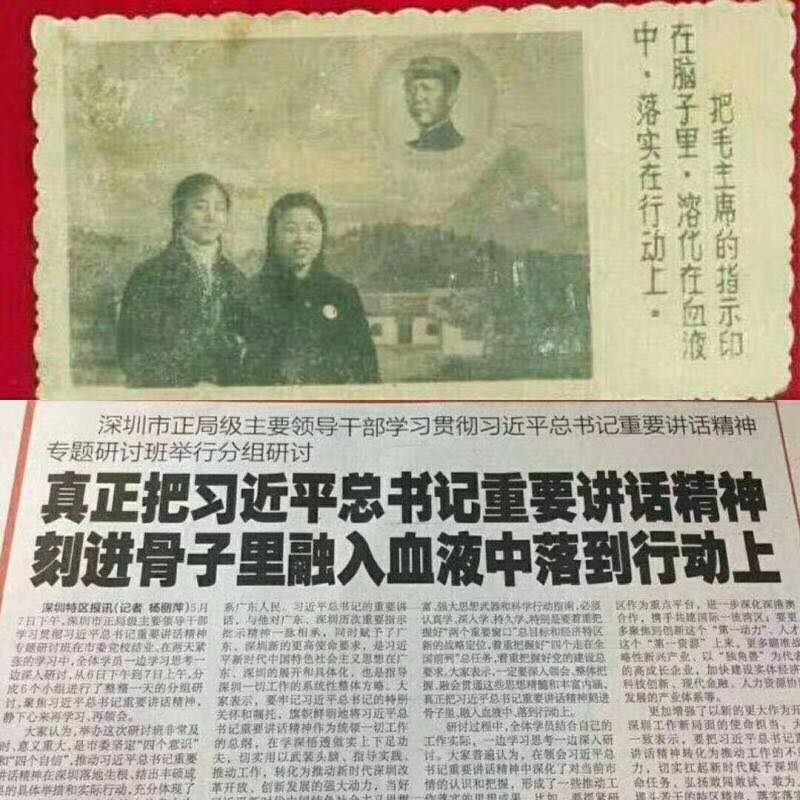 把毛主席的指示印
在脑子里，溶化在血液
中，落实在行动上。
深圳市正局级主要领导干部学习贯彻习近平总书记重要讲话精神
专题研讨班举行分组研讨
真正把习近平总书记重要讲话精神
刻进骨子里融入血液中落到行动上
深圳特区报讯(记者 杨丽萍)5月
7日下午,深圳市正局级主要领导干部
学习贯彻习近平总书记重要讲话精神
专题研讨班在市委党校结业。在两天
紧张的学习中,全体学员一边学习思考一
边深入研讨,从6日下午到7日上午,分
成6个小组进行了整整一天的分组研
讨,聚焦习近平总书记重要讲话精神,
静下心来再学习、再领会。
大家认为,举办这次研讨班非常及
时,意义重大,是市委坚定“四个意识”
和“四个自信”,推动习近平总书记重要
讲话精神在深圳落地生根、结出丰硕成
果的具体举措和实际行动,充分体现了
系广东人民。习近平总书记的重要讲
话,与他对广东、深圳历次重要指示
批示精神一脉相承,同时赋予了广
东、深圳新的更高使命要求,是习近
平新时代中国特色社会主义思想在广
东、深圳的展开和具体化,也是指导
深圳一切工作的系统性整体方略。大家
表示,要牢记习近平总书记的特别
关怀和嘱托,旗帜鲜明地将习近平总
书记重要讲话精神作为统领一切工作
的总纲,在学深悟透做实上下足功
夫,切实用以武装头脑、指导实践、
推动工作,转化为推动新时代深圳改
革开放、创新发展的强大动力,当好
富、强大思想武器和科学行动指南,必须
认真学、深入学、持久学,特别是要着重
把握好“两个重要窗口”总目标和经济特区
新的战略定位,着重把握好“四个走在全
国前列”总任务,着重把握好党的建设总
要求。大家表示,一定要深入领会、整体把
握、融会贯通这些思想精髓和丰富内涵,
真正把习近平总书记重要讲话精神刻进
骨子里、融入血液中、落到行动上。
研讨过程中,全体学员结合自己的
工作实际,一边学习思考一边深入研
讨。大家普遍认为,在领会习近平总书记
重要讲话精神中深化了对当前市
情的认识和把握,形成了一些推动工
区作为重点平台,进一步深化深港澳
合作,携手共建国际一流湾区;要更
多聚焦到创新这个“第一动力”、人才
这个“第一资源”上来,更多瞄准战
略性新兴产业、以“独角兽”为代表
的高成长企业,加快建设实体经济、
科技创新、现代金融、人力资源协同
发展的产业体系等。
更加增强了以新的更大作为开创
深圳工作新局面的使命担当。大家
一致表示,要把习近平总书记重要
讲话精神转化为推动工作的
力,切实扛起新时代赋予
命任务,弘扬敢闯敢试、敢为